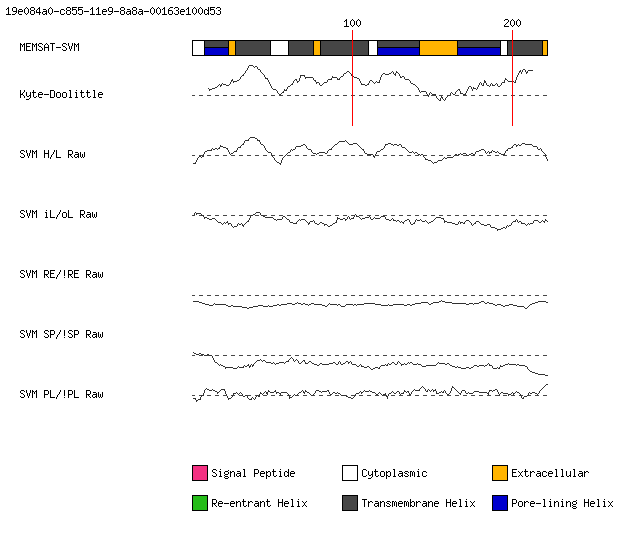 19e084a0-c855-11e9-8a8a-00163e100d53
100 200
MEMSAT-SVM
Kyte-Doolittle
SVM H/L Raw
SVM iL/oL Raw
SVM RE/!RE Raw
SVM SP/!SP Raw
SVM PL/!PL Raw
Signal Peptide Cytoplasmic Extracellular
Re-entrant Helix Transmembrane Helix Pore-lining Helix